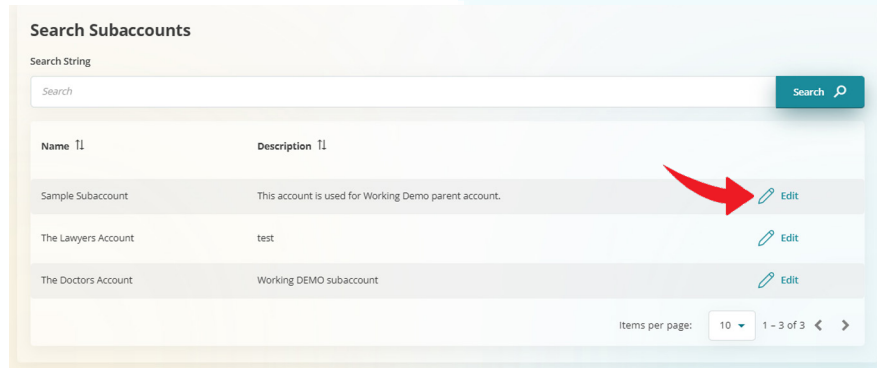 Search Subaccounts
Search String
Search
Search
Name Description
Sample Subaccount This account is used for Working Demo parent account. Edit
The Lawyers Account test Edit
The Doctors Account Working DEMO subaccount Edit
Items per page: 10 1 – 3 of 3